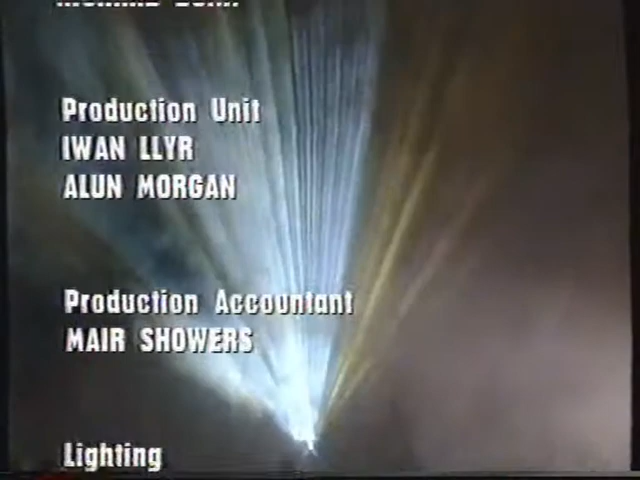 Production Unit
IWAN LLYR
ALUN MORGAN
Production Accountant
MAIR SHOWERS
Lighting